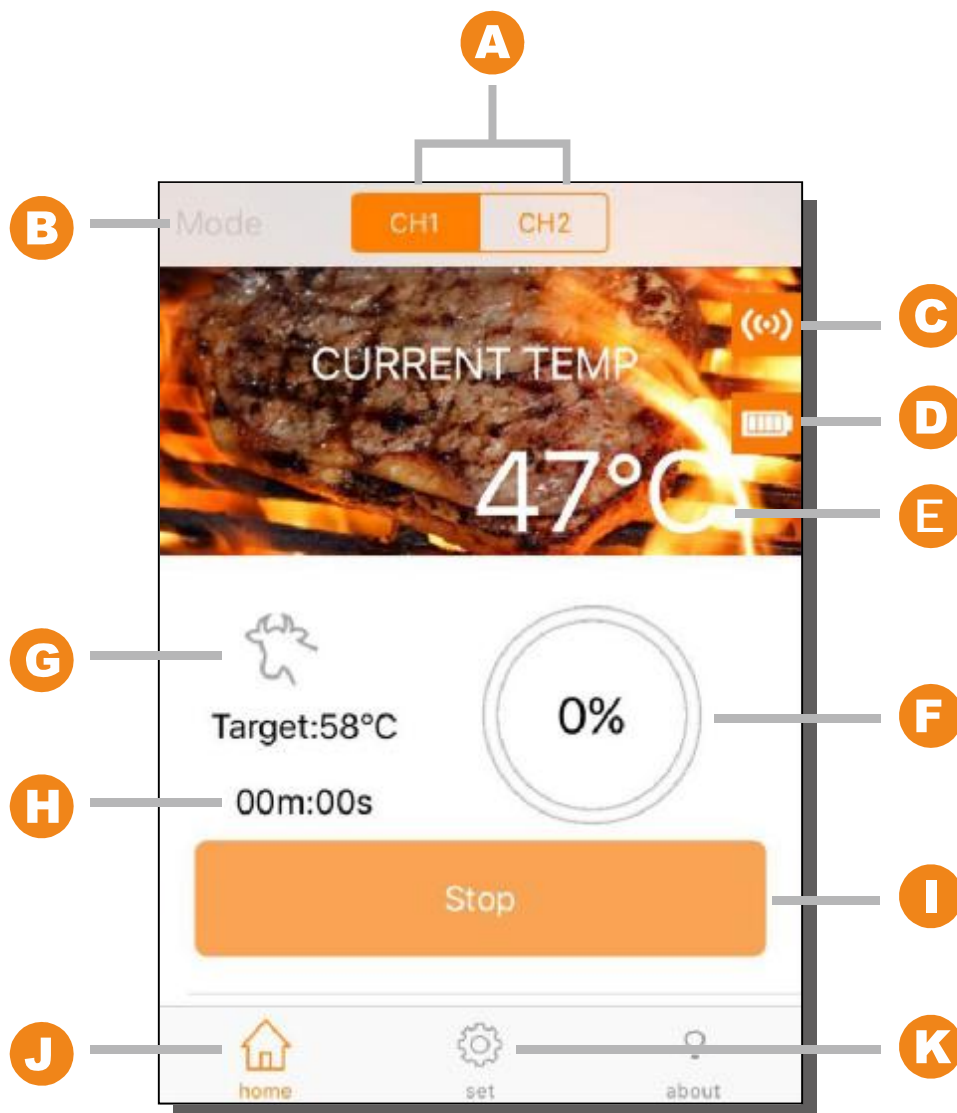 A
B
Mode
CH1
CH2
C
CURRENT TEMP
D
47°C
E
G
Target:58°C
0%
F
H
00m:00s
Stop
I
J
home
set
K
about